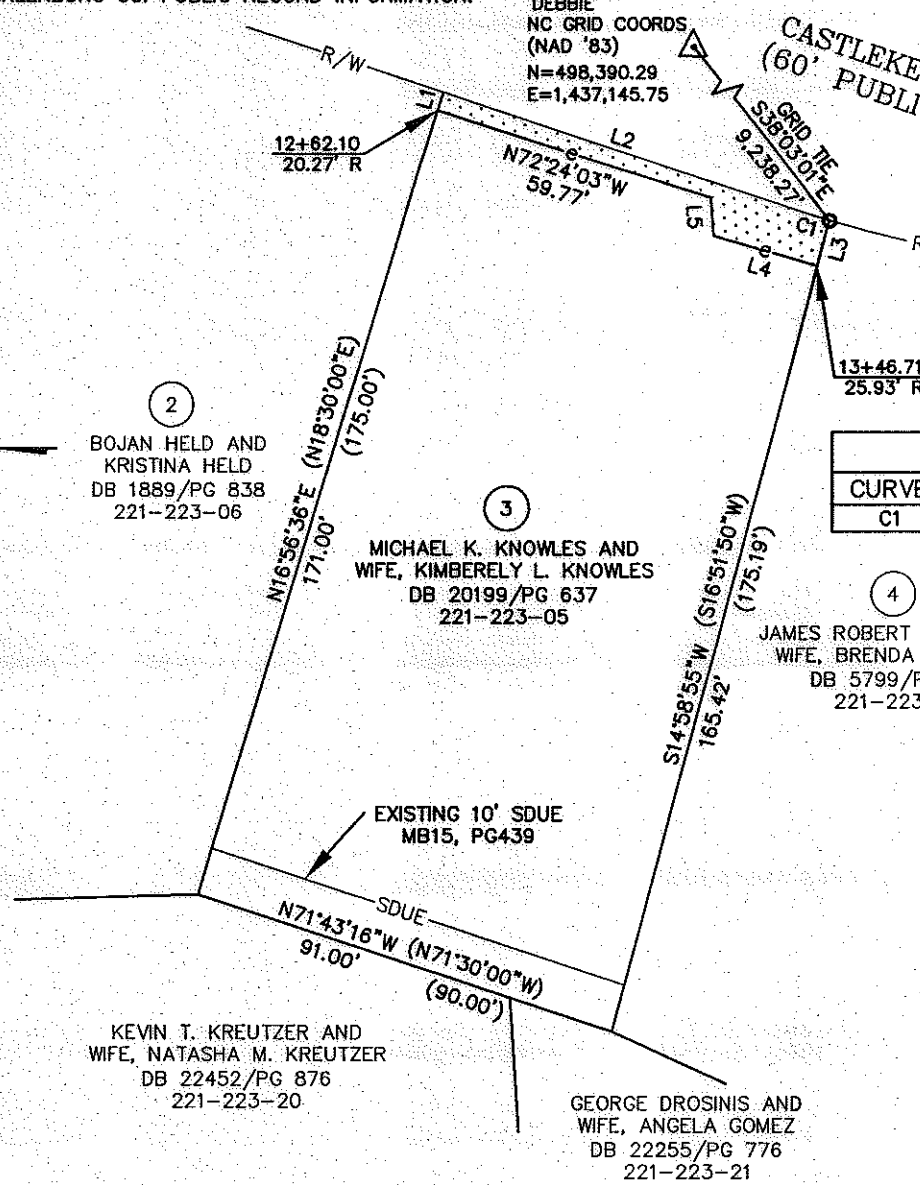 DEBBIE
NC GRID COORDS
(NAD '83)
N=498,390.29
E=1,437,145.75
(60' 
R/W
L1
L2
12+62.10
20.27' R
N72°24'03"W
59.77'
GRID TIE
S38°03'01"E
9,238.27'
C1
L3
L5
L4
R
13+46.71
25.93' R
2
BOJAN HELD AND
KRISTINA HELD
DB 1889/PG 838
221-223-06
N16°56'36"E (N18°30'00"E)
171.00' (175.00')
3
MICHAEL K. KNOWLES AND
WIFE, KIMBERELY L. KNOWLES
DB 20199/PG 637
221-223-05
CURVE
C1
4
JAMES ROBERT
WIFE, BRENDA
DB 5799/P
221-223
S14°58'55"W (S16°51'50"W)
165.42' (175.19')
EXISTING 10' SDUE
MB15, PG439
SDUE
N71°43'16"W (N71°30'00"W)
91.00' (90.00')
KEVIN T. KREUTZER AND
WIFE, NATASHA M. KREUTZER
DB 22452/PG 876
221-223-20
GEORGE DROSINIS AND
WIFE, ANGELA GOMEZ
DB 22255/PG 776
221-223-21